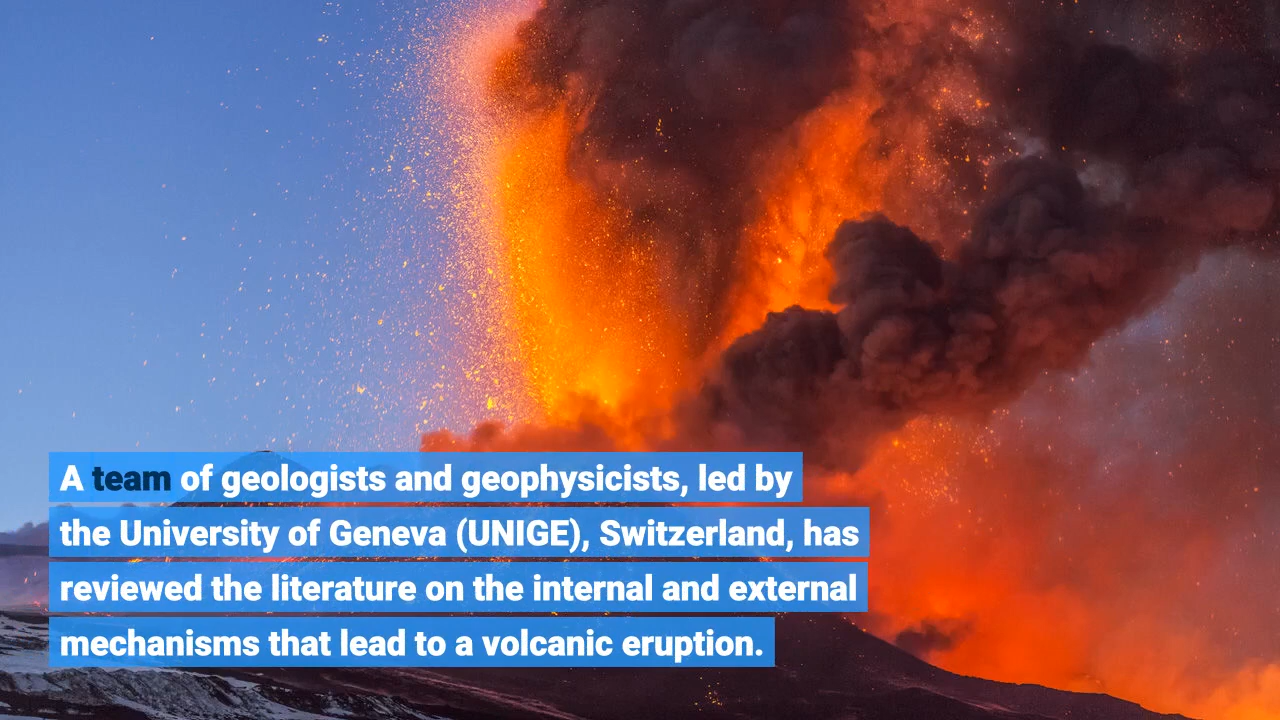 A team of geologists and geophysicists, led by
the University of Geneva (UNIGE), Switzerland, has
reviewed the literature on the internal and external
mechanisms that lead to a volcanic eruption.